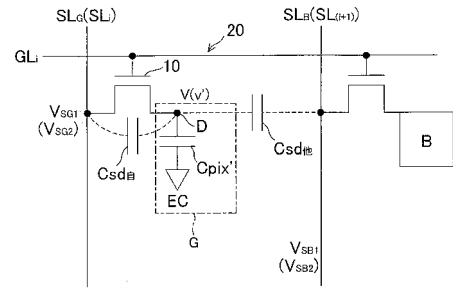 SLG(SLi)
SLB(SL(i+1))
20
GLi
10
V(v')
VSG1
(VSG2)
D
Csd自
Csd他
Cpix'
B
EC
G
VSB1
(VSB2)